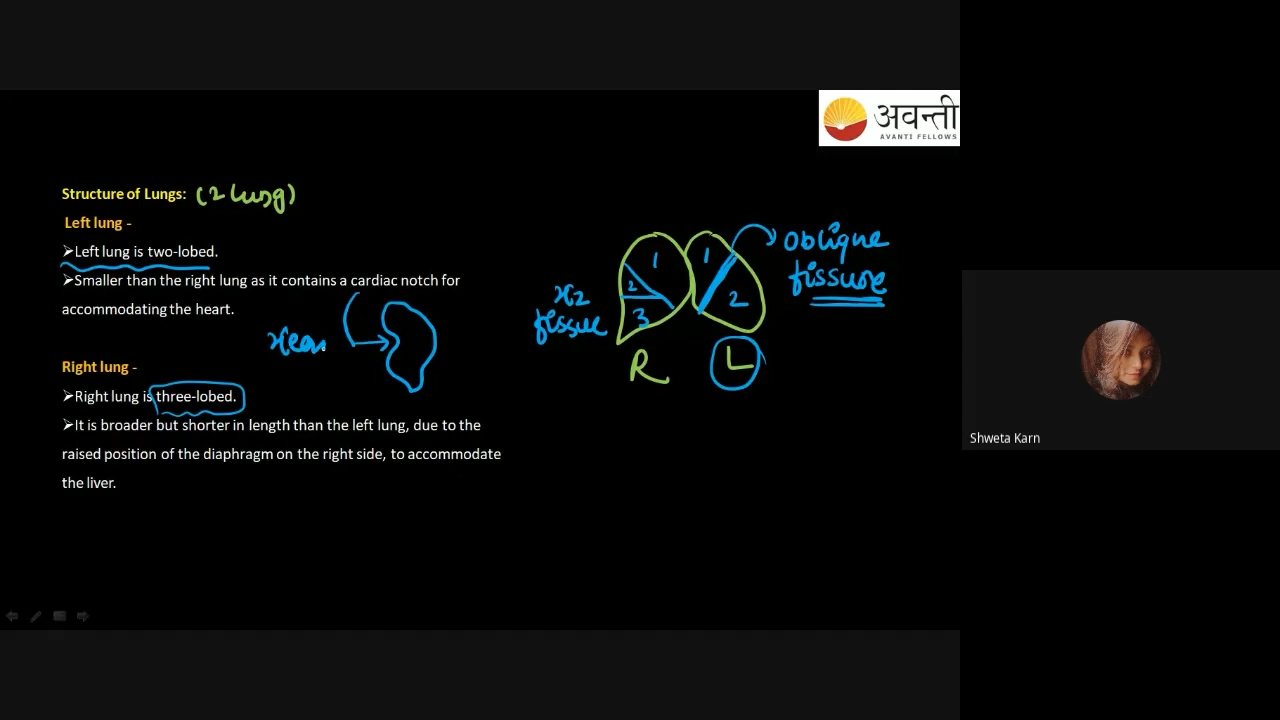 अवन्ती
AVANTI FELLOWS
Structure of Lungs: (2 lung)
Left lung -
➤Left lung is two-lobed.
➤Smaller than the right lung as it contains a cardiac notch for
accommodating the heart.
Right lung -
➤Right lung is three-lobed.
➤It is broader but shorter in length than the left lung, due to the
raised position of the diaphragm on the right side, to accommodate
the liver.
1
2
3
1
2
R
L
oblique
fissure
Shweta Karn